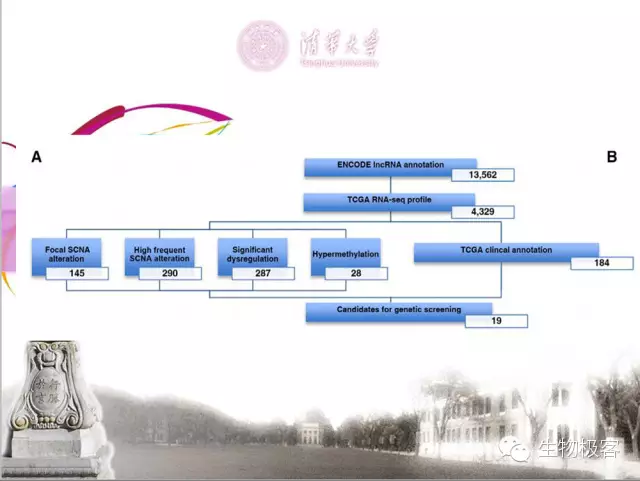 清华大学
Tsinghua University
A
B
ENCODE lncRNA annotation
13,562
TCGA RNA-seq profile
4,329
Focal SCNA
alteration
145
High frequent
SCNA alteration
290
Significant
dysregulation
287
Hypermethylation
28
TCGA clincal annotation
184
Candidates for genetic screening
19
生物极客